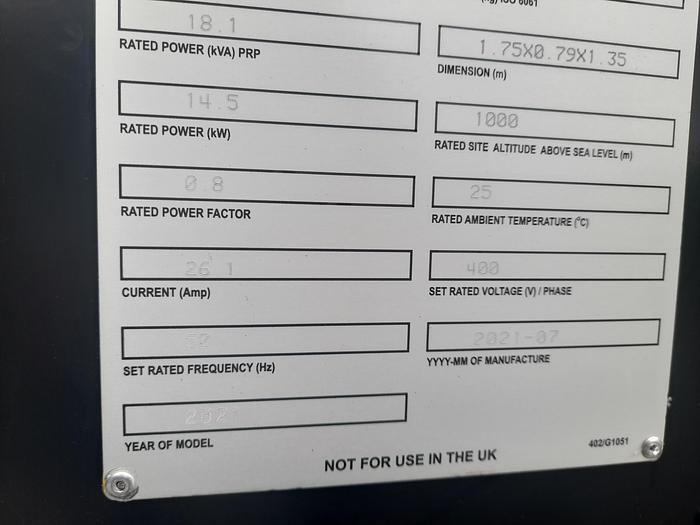 ISO 6061
18.1
RATED POWER (kVA) PRP
1.75X0.79X1.35
DIMENSION (m)
14.5
RATED POWER (kW)
1000
RATED SITE ALTITUDE ABOVE SEA LEVEL (m)
0.8
RATED POWER FACTOR
25
RATED AMBIENT TEMPERATURE (°C)
26.1
CURRENT (Amp)
400
SET RATED VOLTAGE (V) / PHASE
SET RATED FREQUENCY (Hz)
2021-07
YYYY-MM OF MANUFACTURE
YEAR OF MODEL
402/G1051
NOT FOR USE IN THE UK